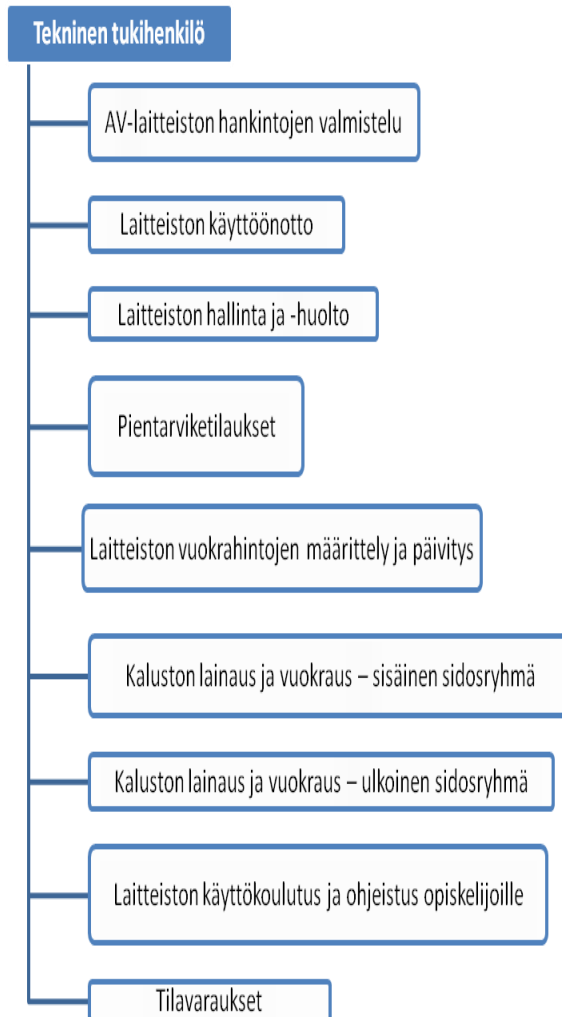 Tekninen tukihenkilö
AV-laitteiston hankintojen valmistelu
Laitteiston käyttöönotto
Laitteiston hallinta ja -huolto
Pientarviketilaukset
Laitteiston vuokrahintojen määrittely ja päivitys
Kaluston lainaus ja vuokraus – sisäinen sidosryhmä
Kaluston lainaus ja vuokraus – ulkoinen sidosryhmä
Laitteiston käyttökoulutus ja ohjeistus opiskelijoille
Tilavaraukset